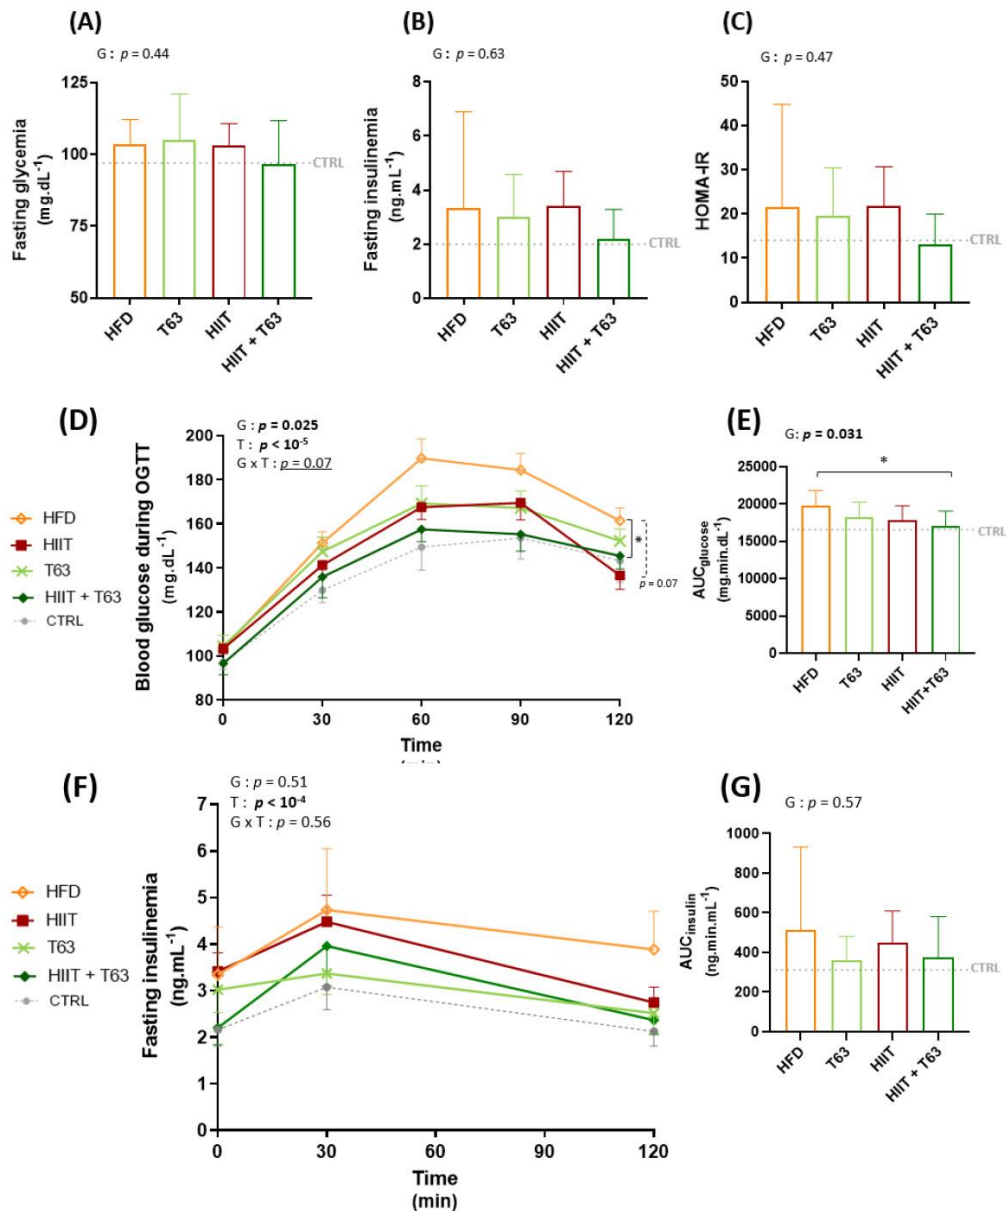 (A)
G : p = 0.44
Fasting glycemia
(mg.dL⁻¹)
125
100
75
50
CTRL
HFD
T63
HIIT
HIIT + T63
(B)
G : p = 0.63
Fasting insulinemia
(ng.mL⁻¹)
8
6
4
2
0
CTRL
HFD
T63
HIIT
HIIT + T63
(C)
G : p = 0.47
HOMA-IR
50
40
30
20
10
0
CTRL
HFD
T63
HIIT
HIIT + T63
(D)
G : p = 0.025
T : p < 10⁻⁵
G x T : p = 0.07
HFD
HIIT
T63
HIIT + T63
CTRL
Blood glucose during OGTT
(mg.dL⁻¹)
200
180
160
140
120
100
80
*
p = 0.07
0
30
60
90
120
Time
(min)
(E)
G: p = 0.031
*
AUCglucose
(mg.min.dL⁻¹)
25000
20000
15000
10000
5000
0
CTRL
HFD
T63
HIIT
HIIT+T63
(F)
G : p = 0.51
T : p < 10⁻⁴
G x T : p = 0.56
HFD
HIIT
T63
HIIT + T63
CTRL
Fasting insulinemia
(ng.mL⁻¹)
7
6
5
4
3
2
1
0
0
30
60
90
120
Time
(min)
(G)
G : p = 0.57
AUCinsulin
(ng.min.mL⁻¹)
1000
800
600
400
200
0
CTRL
HFD
T63
HIIT
HIIT + T63